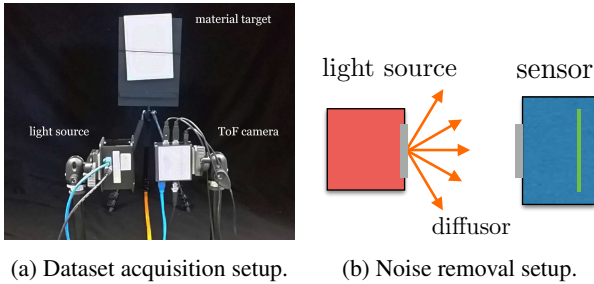 material target
light source
ToF camera
(a) Dataset acquisition setup.
light source
sensor
diffusor
(b) Noise removal setup.